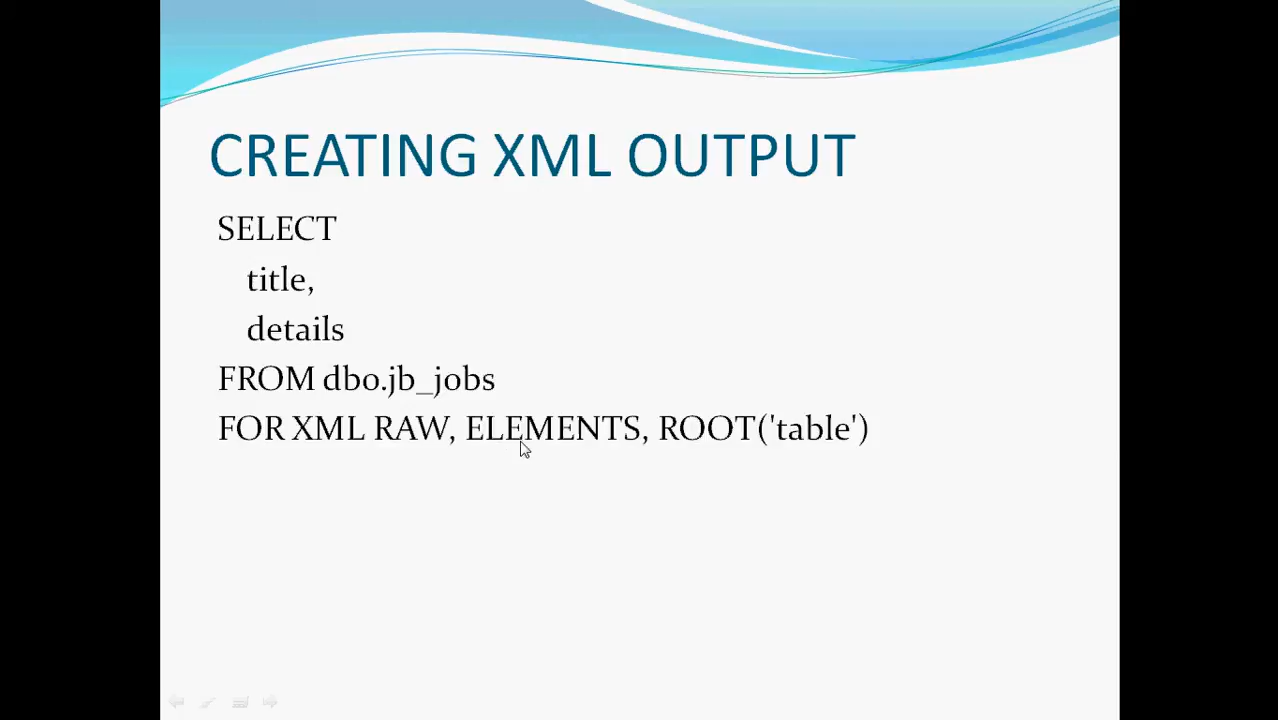 CREATING XML OUTPUT
SELECT
title,
details
FROM dbo.jb_jobs
FOR XML RAW, ELEMENTS, ROOT('table')